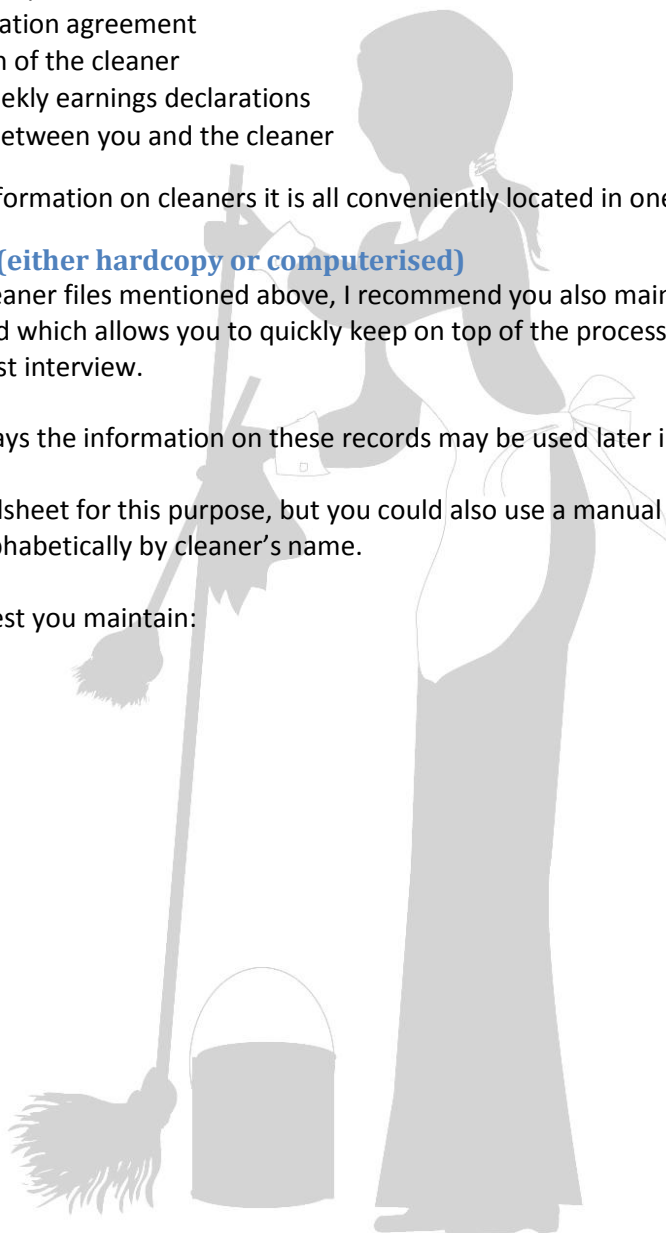 ation agreement
n of the cleaner
ekly earnings declarations
etween you and the cleaner
formation on cleaners it is all conveniently located in one
(either hardcopy or computerised)
eaner files mentioned above, I recommend you also main
d which allows you to quickly keep on top of the process
st interview.
ays the information on these records may be used later i
dsheet for this purpose, but you could also use a manual
phabetically by cleaner’s name.
est you maintain: